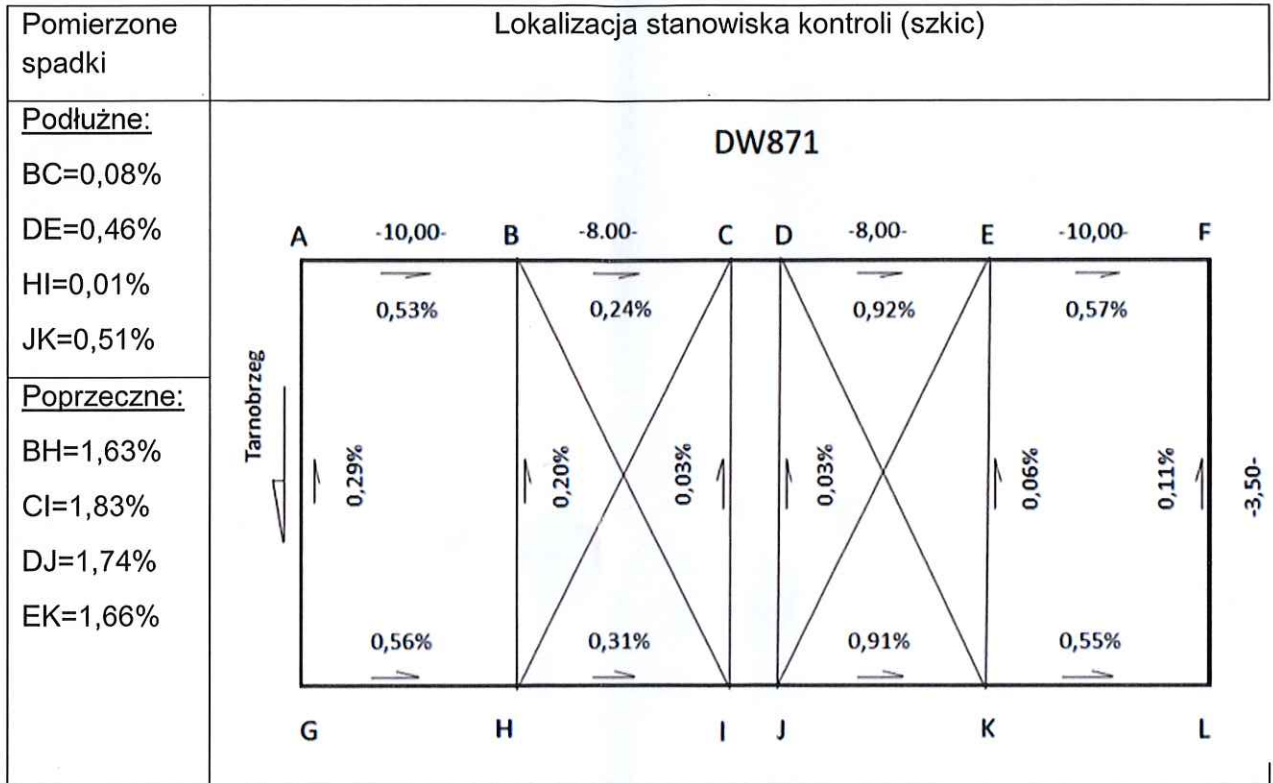 Pomierzone
spadki
Lokalizacja stanowiska kontroli (szkic)
Podłużne:
BC=0,08%
DE=0,46%
HI=0,01%
JK=0,51%
Poprzeczne:
BH=1,63%
CI=1,83%
DJ=1,74%
EK=1,66%
DW871
A -10,00- B -8.00- C D -8,00- E -10,00- F
0,53% 0,24% 0,92% 0,57%
Tarnobrzeg
0,29% 0,20% 0,03% 0,03% 0,06% 0,11% -3,50-
0,56% 0,31% 0,91% 0,55%
G H I J K L